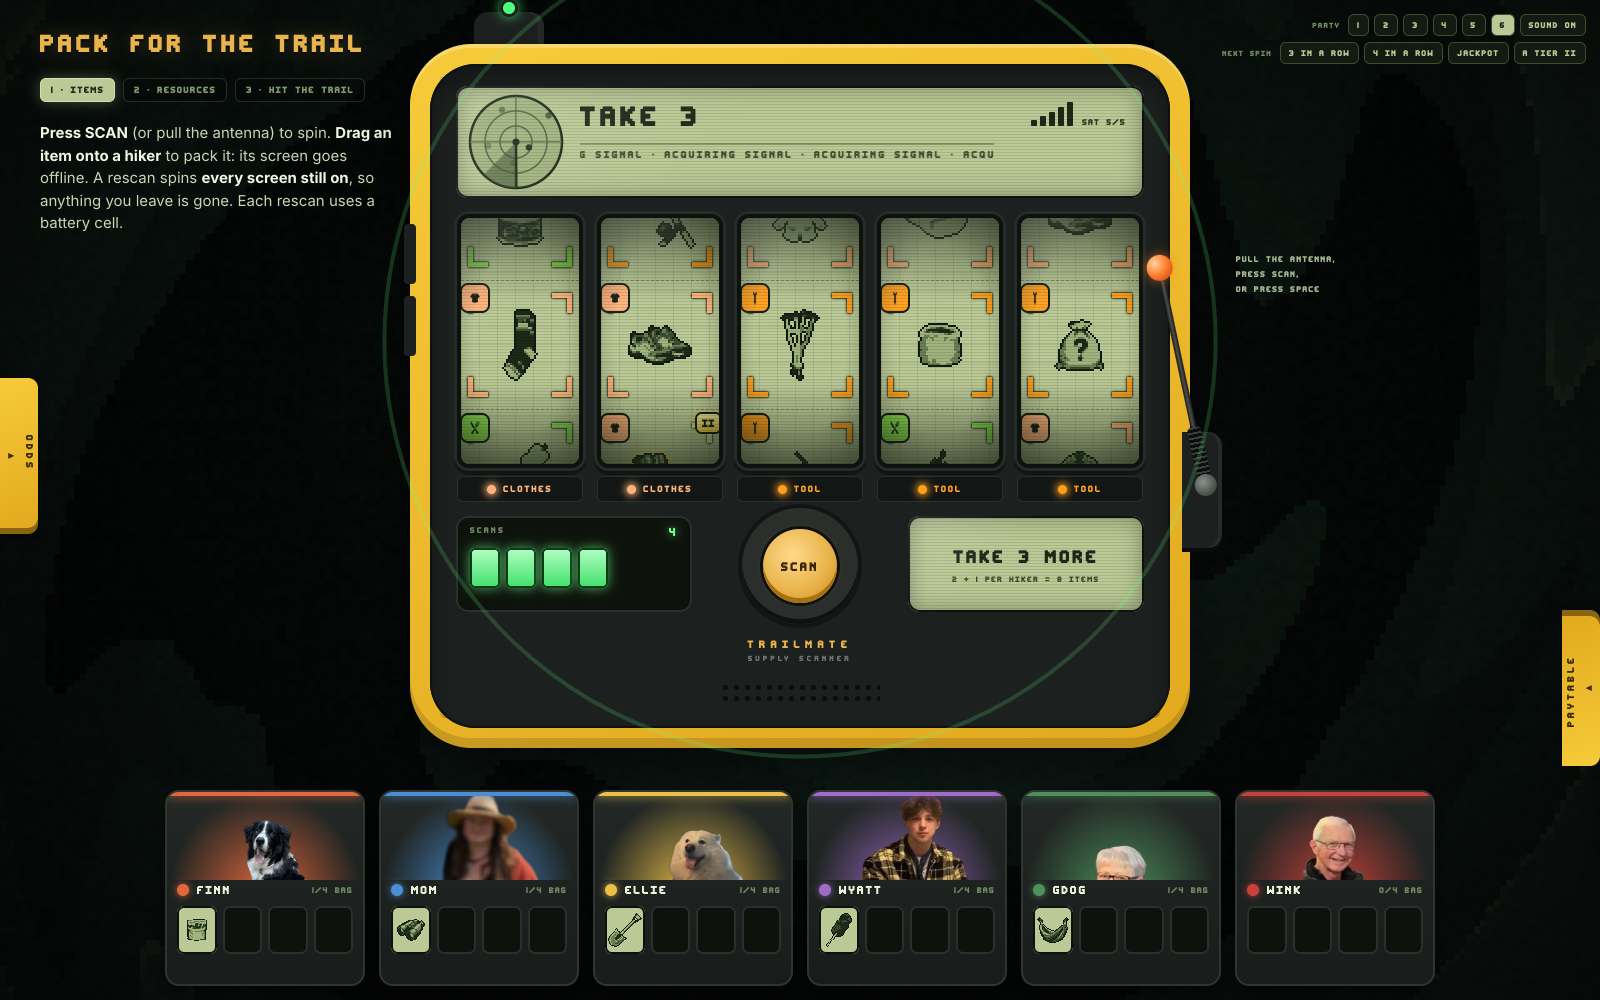 PACK FOR THE TRAIL
1 · ITEMS
2 · RESOURCES
3 · HIT THE TRAIL
Press SCAN (or pull the antenna) to spin. Drag an
item onto a hiker to pack it: its screen goes
offline. A rescan spins every screen still on, so
anything you leave is gone. Each rescan uses a
battery cell.
PARTY
1
2
3
4
5
6
SOUND ON
NEXT SPIN
3 IN A ROW
4 IN A ROW
JACKPOT
A TIER II
TAKE 3
SAT 5/5
G SIGNAL · ACQUIRING SIGNAL · ACQUIRING SIGNAL · ACQU
?
II
CLOTHES
CLOTHES
TOOL
TOOL
TOOL
PULL THE ANTENNA,
PRESS SCAN,
OR PRESS SPACE
SCANS
4
SCAN
TAKE 3 MORE
2 + 1 PER HIKER = 8 ITEMS
TRAILMATE
SUPPLY SCANNER
ODDS
PAYTABLE
FINN
1/4 BAG
MOM
1/4 BAG
ELLIE
1/4 BAG
WYATT
1/4 BAG
GDOG
1/4 BAG
WINK
0/4 BAG